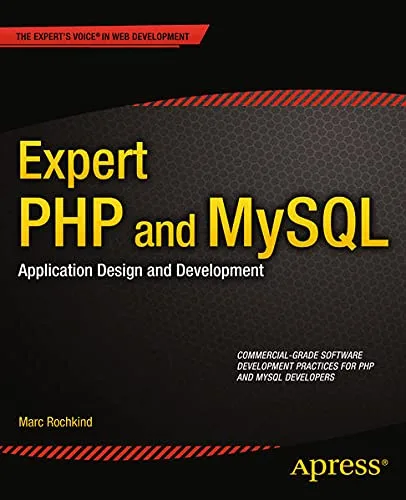 THE EXPERT'S VOICE® IN WEB DEVELOPMENT
Expert
PHP and MySQL
Application Design and Development
COMMERCIAL-GRADE SOFTWARE
DEVELOPMENT PRACTICES FOR PHP
AND MYSQL DEVELOPERS
Marc Rochkind
Apress®